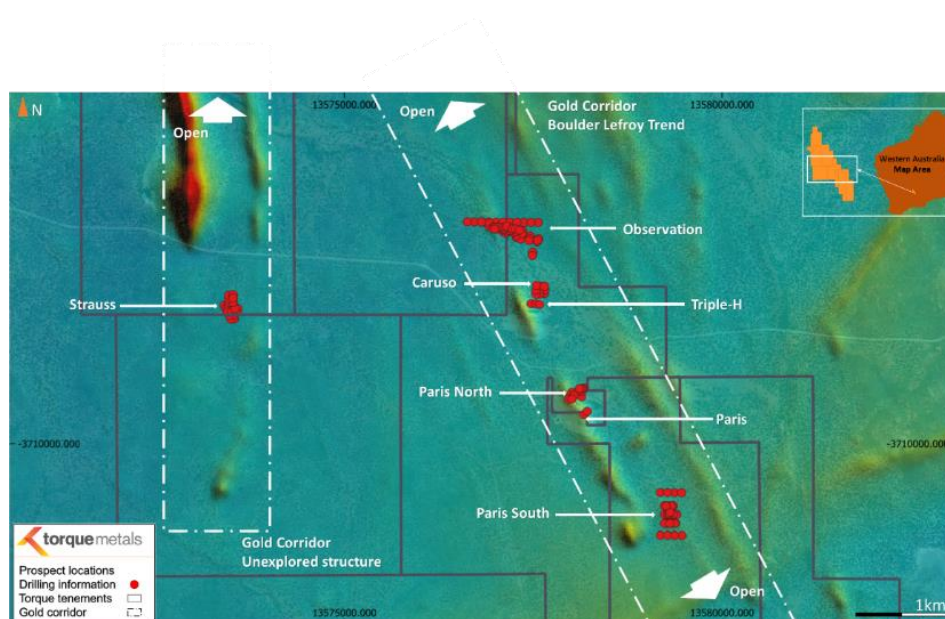 N
13575000.000
13580000.000
Open
Open
Gold Corridor
Boulder Lefroy Trend
Western Australia
Map Area
Observation
Caruso
Strauss
Triple-H
Paris North
Paris
-3710000.000
-3710000.000
Paris South
Gold Corridor
Unexplored structure
Open
torque metals
Prospect locations
Drilling information
Torque tenements
Gold corridor
13575000.000
13580000.000
1km